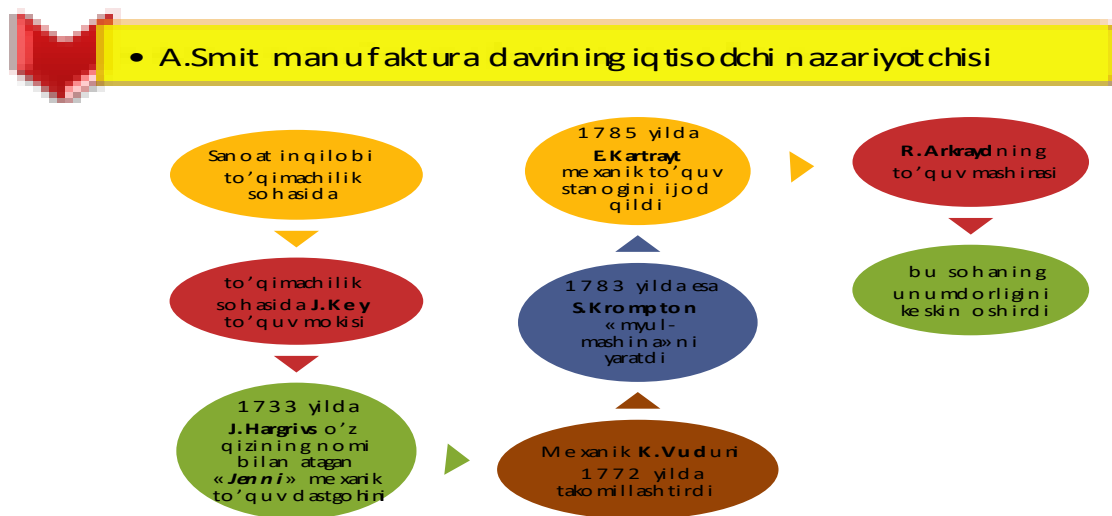 • A.Smit manufaktura davrining iqtisodchi nazariyotchisi
Sanoat inqilobi
to’qimachilik
sohasida
to’qimachilik
sohasida J.Key
to’quv mokisi
1733 yilda
J.Hargrivs o’z
qizining nomi
bilan atagan
«Jenni» mexanik
to’quv dastgohini
Mexanik K.Vud uni
1772 yilda
takomillashtirdi
1783 yilda esa
S.Krompton
«myul-
mashina»ni
yaratdi
1785 yilda
E.Kartrayt
mexanik to’quv
stanogini ijod
qildi
R.Arkraydning
to’quv mashinasi
bu sohaning
unumdorligini
keskin oshirdi